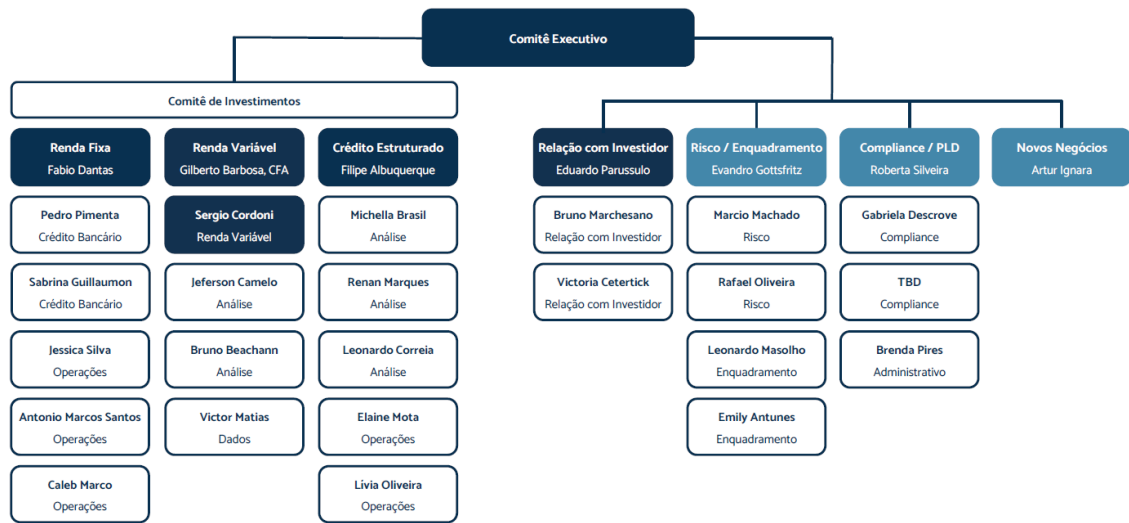 Comitê Executivo
Comitê de Investimentos
Renda Fixa
Fabio Dantas
Pedro Pimenta
Crédito Bancário
Sabrina Guillaumon
Crédito Bancário
Jessica Silva
Operações
Antonio Marcos Santos
Operações
Caleb Marco
Operações
Renda Variável
Gilberto Barbosa, CFA
Sergio Cordoni
Renda Variável
Jeferson Camelo
Análise
Bruno Beachann
Análise
Victor Matias
Dados
Crédito Estruturado
Filipe Albuquerque
Michella Brasil
Análise
Renan Marques
Análise
Leonardo Correia
Análise
Elaine Mota
Operações
Lívia Oliveira
Operações
Relação com Investidor
Eduardo Parussulo
Bruno Marchesano
Relação com Investidor
Victoria Cetertick
Relação com Investidor
Risco / Enquadramento
Evandro Gottsfritz
Marcio Machado
Risco
Rafael Oliveira
Risco
Leonardo Masolho
Enquadramento
Emily Antunes
Enquadramento
Compliance / PLD
Roberta Silveira
Gabriela Descrove
Compliance
TBD
Compliance
Brenda Pires
Administrativo
Novos Negócios
Artur Ignara